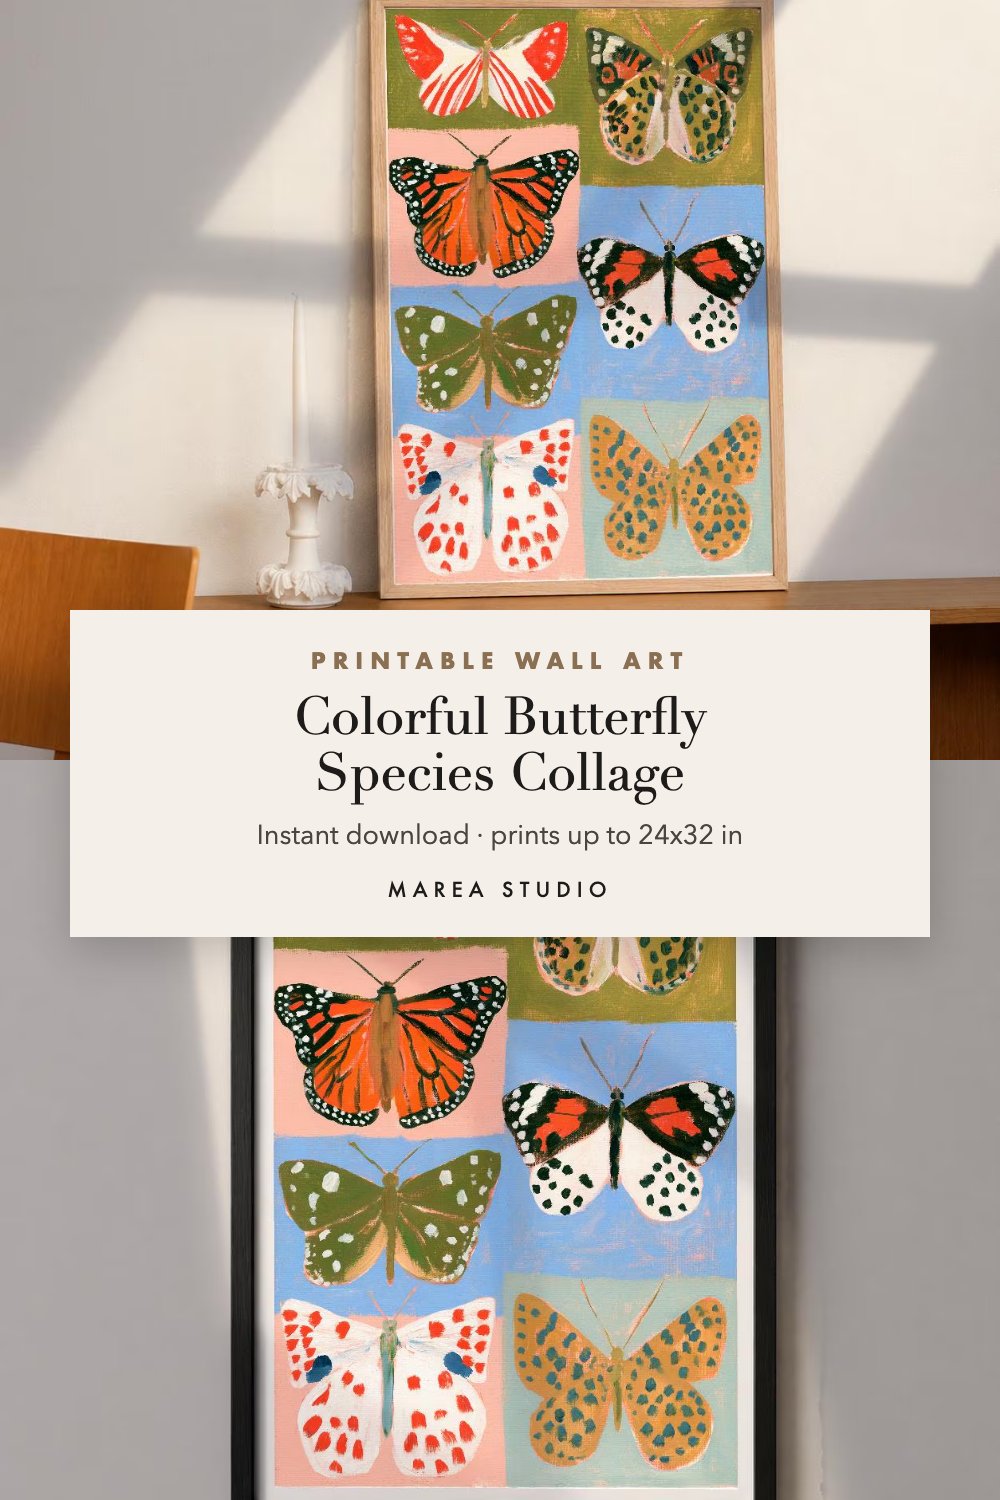 PRINTABLE WALL ART
Colorful Butterfly
Species Collage
Instant download · prints up to 24x32 in
MAREA STUDIO